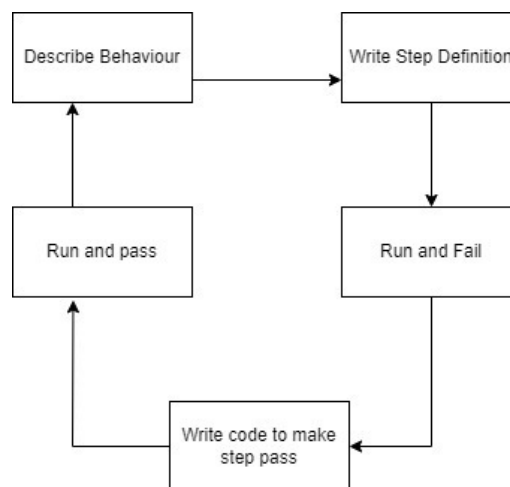 Describe Behaviour
Write Step Definition
Run and pass
Run and Fail
Write code to make
step pass